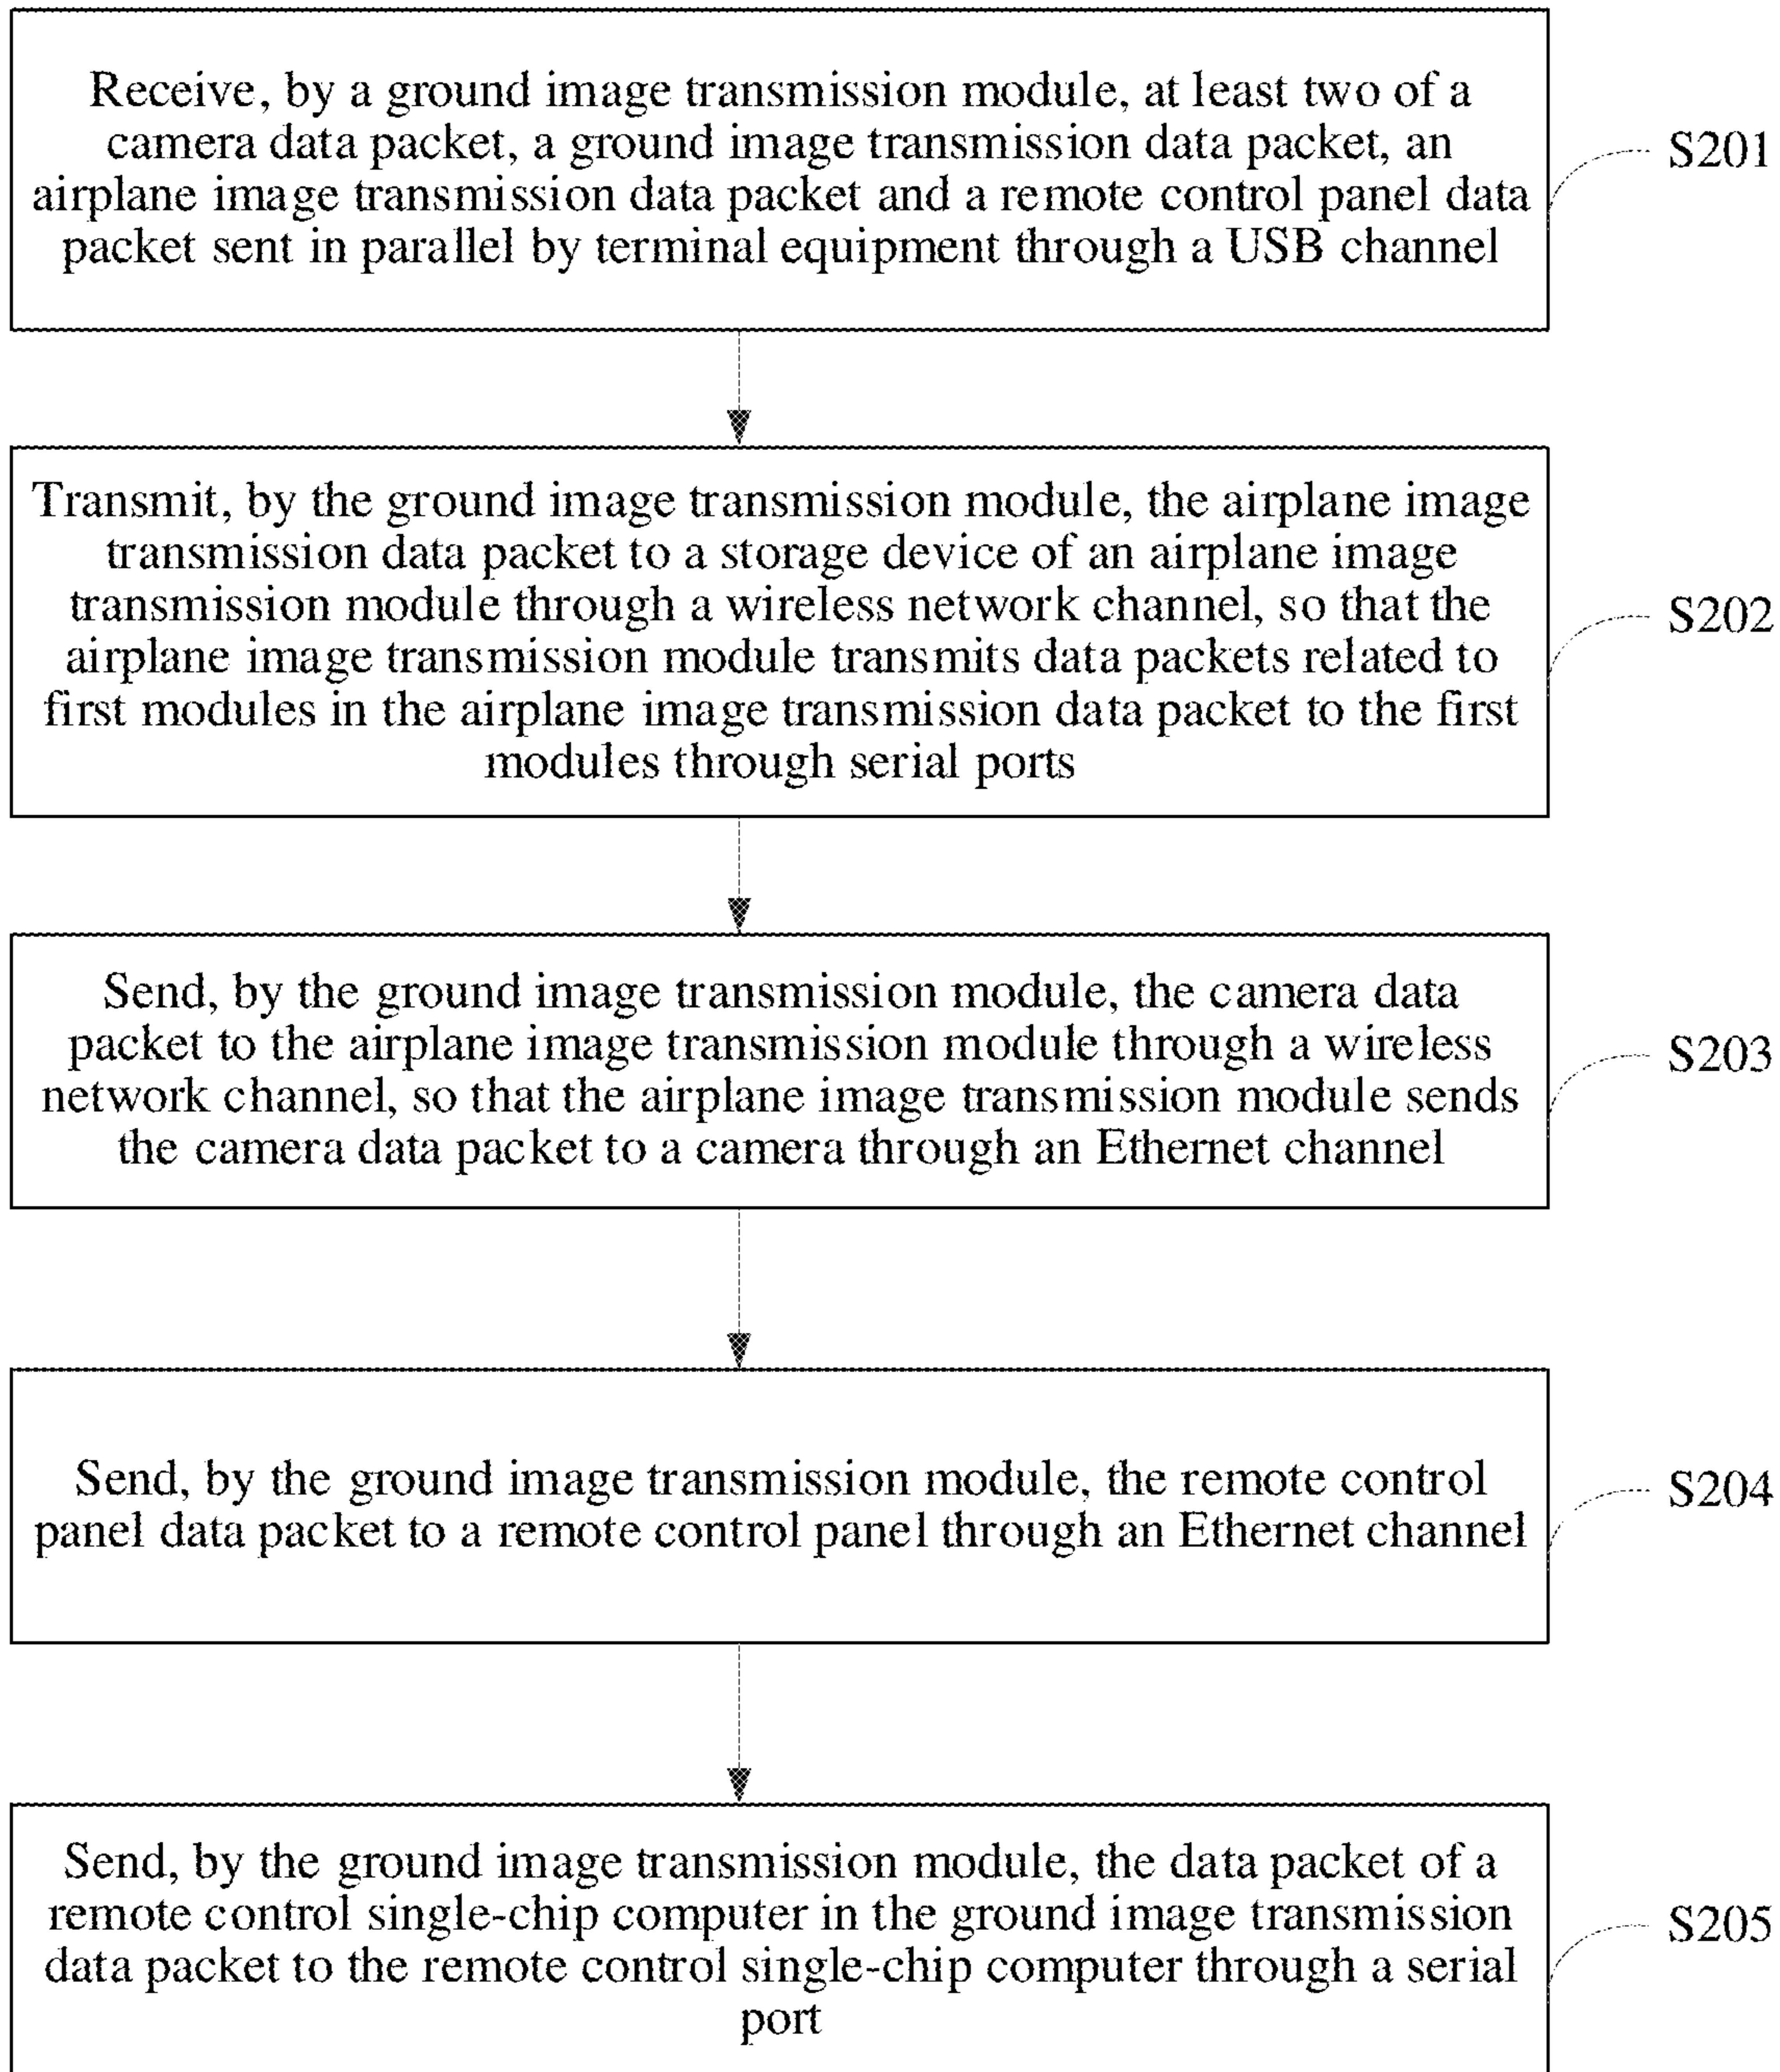 Receive, by a ground image transmission module, at least two of a
camera data packet, a ground image transmission data packet, an
airplane image transmission data packet and a remote control panel data
packet sent in parallel by terminal equipment through a USB channel
S201
Transmit, by the ground image transmission module, the airplane image
transmission data packet to a storage device of an airplane image
transmission module through a wireless network channel, so that the
airplane image transmission module transmits data packets related to
first modules in the airplane image transmission data packet to the first
modules through serial ports
S202
Send, by the ground image transmission module, the camera data
packet to the airplane image transmission module through a wireless
network channel, so that the airplane image transmission module sends
the camera data packet to a camera through an Ethernet channel
S203
Send, by the ground image transmission module, the remote control
panel data packet to a remote control panel through an Ethernet channel
S204
Send, by the ground image transmission module, the data packet of a
remote control single-chip computer in the ground image transmission
data packet to the remote control single-chip computer through a serial
port
S205